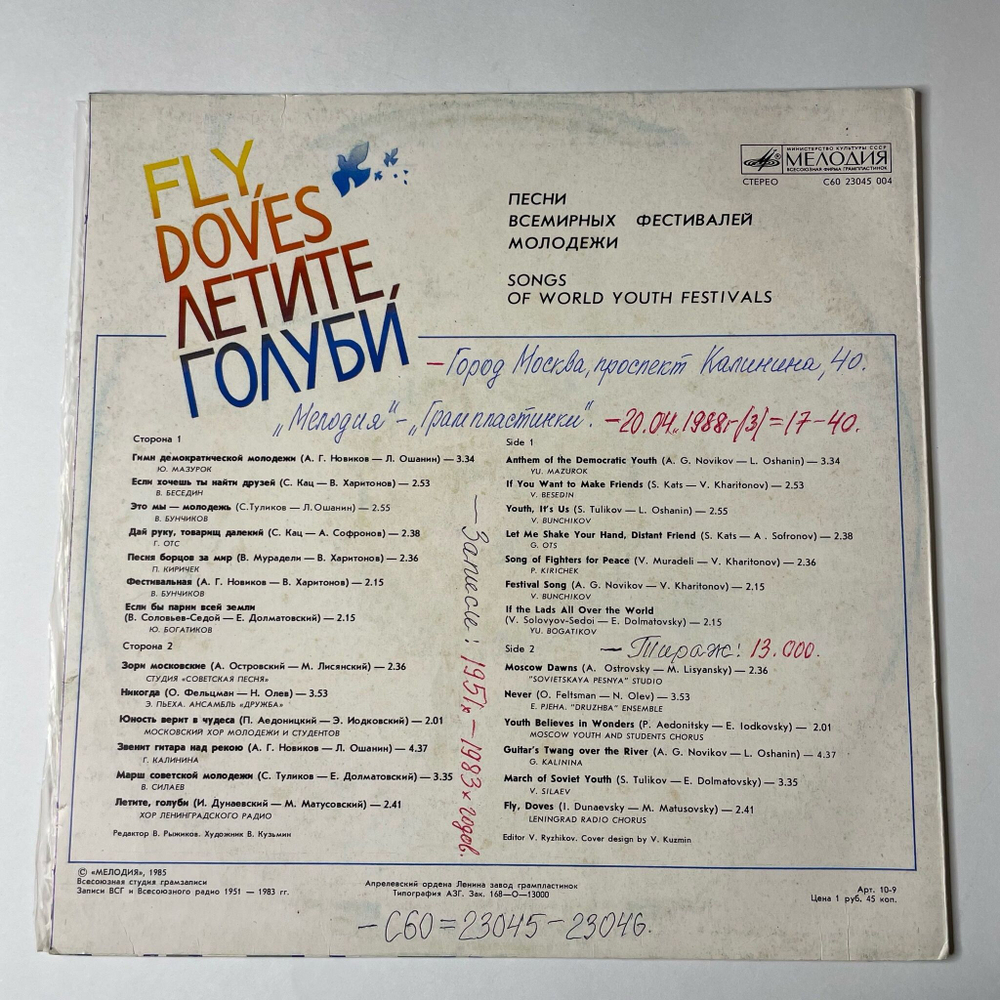 FLY,
DOVES
ЛЕТИТЕ,
ГОЛУБИ
МИНИСТЕРСТВО КУЛЬТУРЫ СССР
МЕЛОДИЯ
ВСЕСОЮЗНАЯ ФИРМА ГРАМПЛАСТИНОК
СТЕРЕО С60 23045 004
ПЕСНИ
ВСЕМИРНЫХ ФЕСТИВАЛЕЙ
МОЛОДЕЖИ
SONGS
OF WORLD YOUTH FESTIVALS
— Город Москва, проспект Калинина, 40.
„Мелодия" – „Грампластинки". – 20.04.1988г-(3)=17-40.
Сторона 1
Гимн демократической молодежи (А. Г. Новиков — Л. Ошанин) — 3.34
Ю. МАЗУРОК
Если хочешь ты найти друзей (С. Кац — В. Харитонов) — 2.53
В. БЕСЕДИН
Это мы — молодежь (С.Туликов — Л.Ошанин) — 2.55
В. БУНЧИКОВ
Дай руку, товарищ далекий (С. Кац — А. Софронов) — 2.38
Г. ОТС
Песня борцов за мир (В. Мурадели — В. Харитонов) — 2.36
П. КИРИЧЕК
Фестивальная (А. Г. Новиков — В. Харитонов) — 2.15
В. БУНЧИКОВ
Если бы парни всей земли
(В. Соловьев-Седой — Е. Долматовский) — 2.15
Ю. БОГАТИКОВ
Сторона 2
Зори московские (А. Островский — М. Лисянский) — 2.36
СТУДИЯ «СОВЕТСКАЯ ПЕСНЯ»
Никогда (О. Фельцман — Н. Олев) — 3.53
Э. ПЬЕХА. АНСАМБЛЬ «ДРУЖБА»
Юность верит в чудеса (П. Аедоницкий — Э. Иодковский) — 2.01
МОСКОВСКИЙ ХОР МОЛОДЕЖИ И СТУДЕНТОВ
Звенит гитара над рекою (А. Г. Новиков — Л. Ошанин) — 4.37
Г. КАЛИНИНА
Марш советской молодежи (С. Туликов — Е. Долматовский) — 3.35
В. СИЛАЕВ
Летите, голуби (И. Дунаевский — М. Матусовский) — 2.41
ХОР ЛЕНИНГРАДСКОГО РАДИО
Редактор В. Рыжиков. Художник В. Кузьмин
— Записи: 1951х – 1983х годов.
Side 1
Anthem of the Democratic Youth (A. G. Novikov — L. Oshanin) — 3.34
YU. MAZUROK
If You Want to Make Friends (S. Kats — V. Kharitonov) — 2.53
V. BESEDIN
Youth, It's Us (S. Tulikov — L. Oshanin) — 2.55
V. BUNCHIKOV
Let Me Shake Your Hand, Distant Friend (S. Kats — A . Sofronov) — 2.38
G. OTS
Song of Fighters for Peace (V. Muradeli — V. Kharitonov) — 2.36
P. KIRICHEK
Festival Song (A. G. Novikov — V. Kharitonov) — 2.15
V. BUNCHIKOV
If the Lads All Over the World
(V. Solovyov-Sedoi — E. Dolmatovsky) — 2.15
YU. BOGATIKOV
Side 2 — Тираж: 13.000.
Moscow Dawns (A. Ostrovsky — M. Lisyansky) — 2.36
"SOVIETSKAYA PESNYA" STUDIO
Never (O. Feltsman — N. Olev) — 3.53
E. PJEHA. "DRUZHBA" ENSEMBLE
Youth Believes in Wonders (P. Aedonitsky — E. Iodkovsky) — 2.01
MOSCOW YOUTH AND STUDENTS CHORUS
Guitar's Twang over the River (A. G. Novikov — L. Oshanin) — 4.37
G. KALININA
March of Soviet Youth (S. Tulikov — E. Dolmatovsky) — 3.35
V. SILAEV
Fly, Doves (I. Dunaevsky — M. Matusovsky) — 2.41
LENINGRAD RADIO CHORUS
Editor V. Ryzhikov. Cover design by V. Kuzmin
© «МЕЛОДИЯ», 1985
Всесоюзная студия грамзаписи
Записи ВСГ и Всесоюзного радио 1951 — 1983 гг.
Апрелевский ордена Ленина завод грампластинок
Типография АЗГ. Зак. 168—О—13000
Арт. 10-9
Цена 1 руб. 45 коп.
— С60=23045-23046.